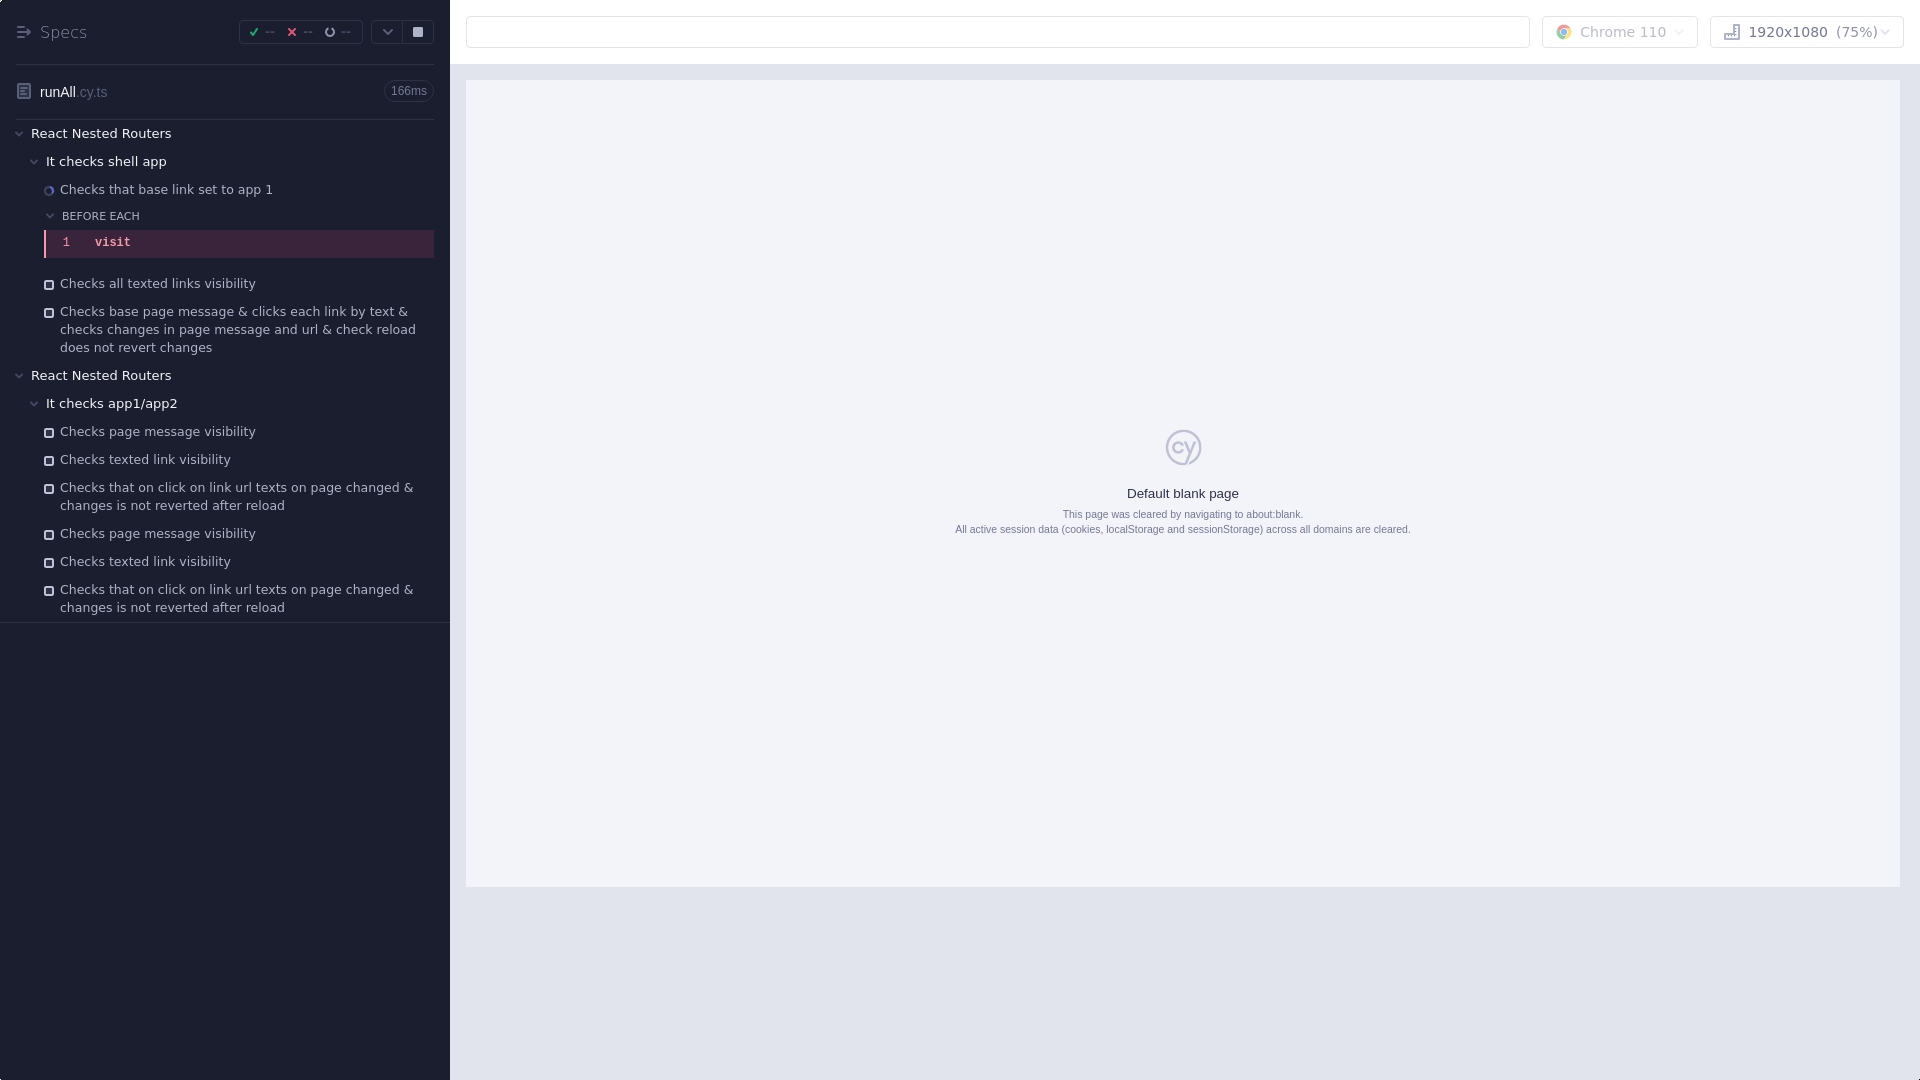 Specs
--
--
--
runAll.cy.ts
166ms
React Nested Routers
It checks shell app
Checks that base link set to app 1
BEFORE EACH
1 visit
Checks all texted links visibility
Checks base page message & clicks each link by text &
checks changes in page message and url & check reload
does not revert changes
React Nested Routers
It checks app1/app2
Checks page message visibility
Checks texted link visibility
Checks that on click on link url texts on page changed &
changes is not reverted after reload
Checks page message visibility
Checks texted link visibility
Checks that on click on link url texts on page changed &
changes is not reverted after reload
Chrome 110
1920x1080 (75%)
cy
Default blank page
This page was cleared by navigating to about:blank.
All active session data (cookies, localStorage and sessionStorage) across all domains are cleared.